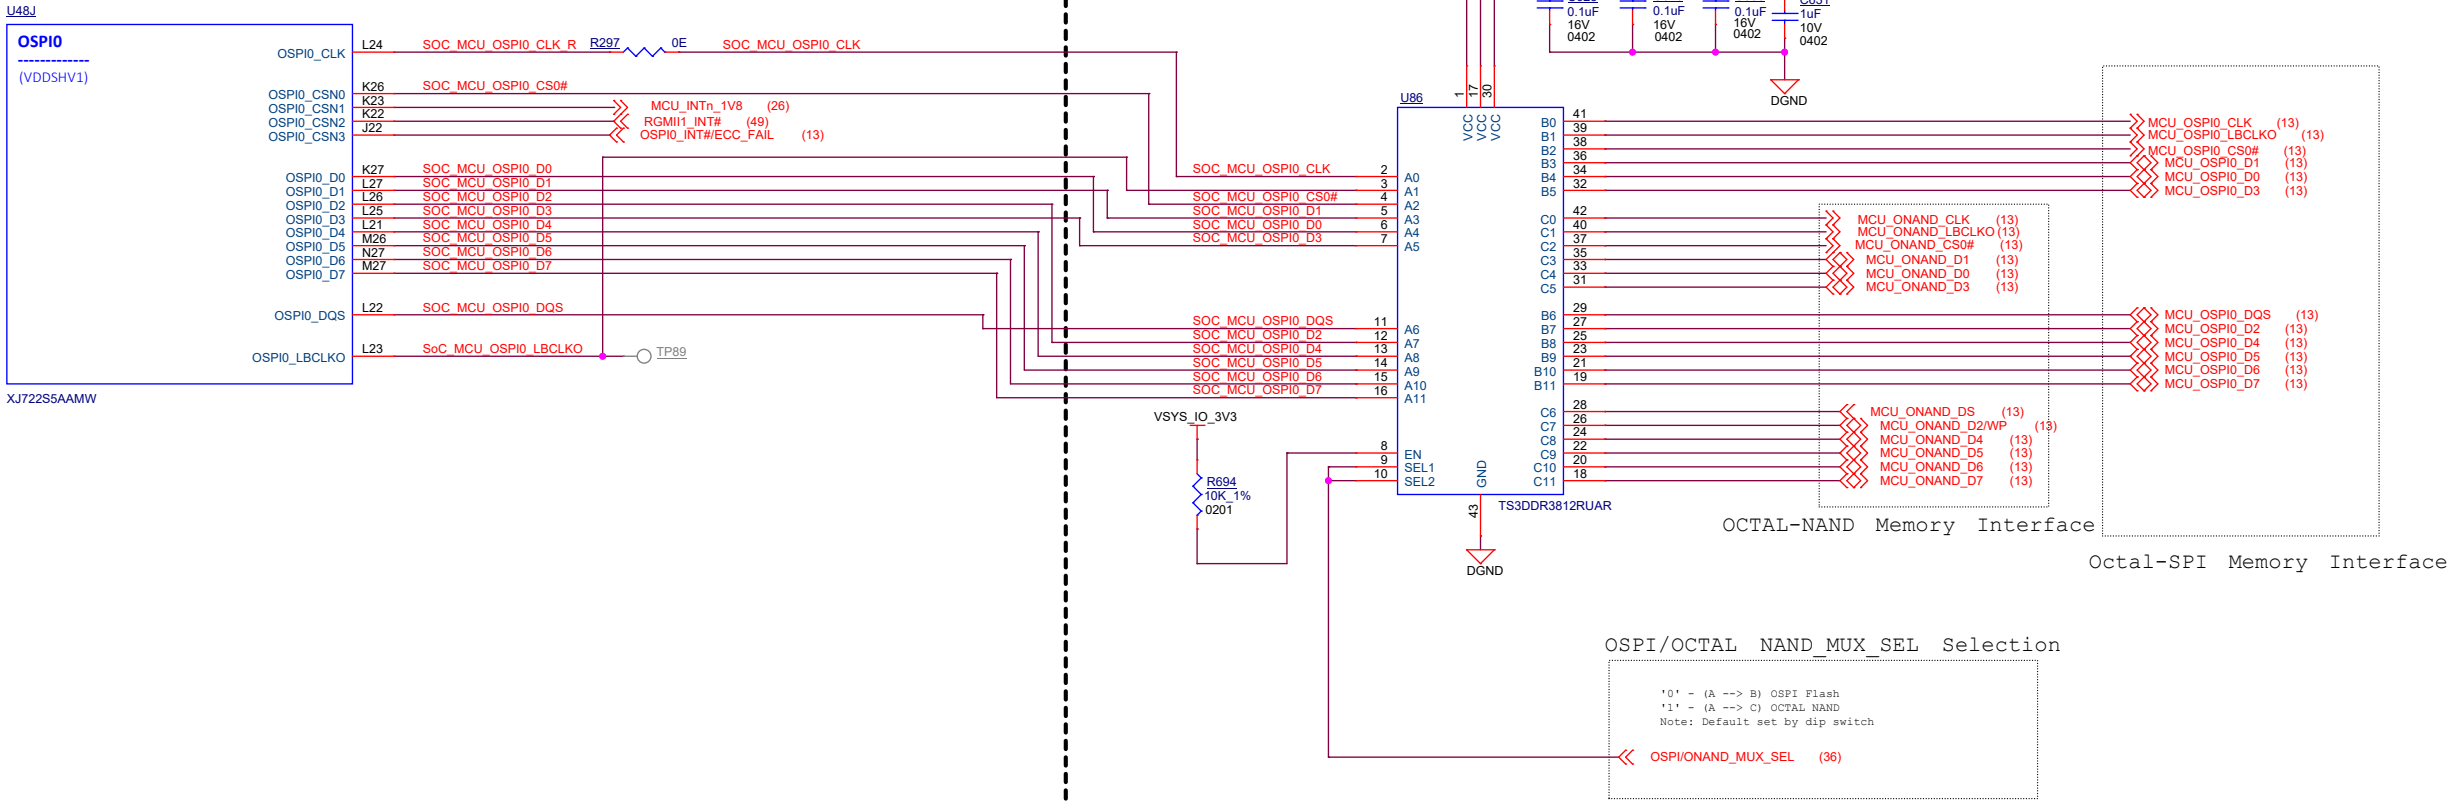 U48J
OSPI0
-------------
(VDDSHV1)
OSPI0_CLK
OSPI0_CSN0
OSPI0_CSN1
OSPI0_CSN2
OSPI0_CSN3
OSPI0_D0
OSPI0_D1
OSPI0_D2
OSPI0_D3
OSPI0_D4
OSPI0_D5
OSPI0_D6
OSPI0_D7
OSPI0_DQS
OSPI0_LBCLKO
XJ722S5AAMW
L24 SOC_MCU_OSPI0_CLK_R R297 0E SOC_MCU_OSPI0_CLK
K26 SOC_MCU_OSPI0_CS0#
K23 MCU_INTn_1V8 (26)
K22 RGMII1_INT# (49)
J22 OSPI0_INT#/ECC_FAIL (13)
K27 SOC_MCU_OSPI0_D0
L27 SOC_MCU_OSPI0_D1
L26 SOC_MCU_OSPI0_D2
L25 SOC_MCU_OSPI0_D3
L21 SOC_MCU_OSPI0_D4
M26 SOC_MCU_OSPI0_D5
N27 SOC_MCU_OSPI0_D6
M27 SOC_MCU_OSPI0_D7
L22 SOC_MCU_OSPI0_DQS
L23 SoC_MCU_OSPI0_LBCLKO TP89
0.1uF
16V
0402
0.1uF
16V
0402
0.1uF
16V
0402
1uF
10V
0402
DGND
U86
1 17 30
VCC VCC VCC
SOC_MCU_OSPI0_CLK 2 A0
3 A1
SOC_MCU_OSPI0_CS0# 4 A2
SOC_MCU_OSPI0_D1 5 A3
SOC_MCU_OSPI0_D0 6 A4
SOC_MCU_OSPI0_D3 7 A5
SOC_MCU_OSPI0_DQS 11 A6
SOC_MCU_OSPI0_D2 12 A7
SOC_MCU_OSPI0_D4 13 A8
SOC_MCU_OSPI0_D5 14 A9
SOC_MCU_OSPI0_D6 15 A10
SOC_MCU_OSPI0_D7 16 A11
VSYS_IO_3V3
R694
10K_1%
0201
8 EN
9 SEL1
10 SEL2
GND
43
DGND
TS3DDR3812RUAR
B0 41 MCU_OSPI0_CLK (13)
B1 39 MCU_OSPI0_LBCLKO (13)
B2 38 MCU_OSPI0_CS0# (13)
B3 36 MCU_OSPI0_D1 (13)
B4 34 MCU_OSPI0_D0 (13)
B5 32 MCU_OSPI0_D3 (13)
C0 42 MCU_ONAND_CLK (13)
C1 40 MCU_ONAND_LBCLKO (13)
C2 37 MCU_ONAND_CS0# (13)
C3 35 MCU_ONAND_D1 (13)
C4 33 MCU_ONAND_D0 (13)
C5 31 MCU_ONAND_D3 (13)
B6 29 MCU_OSPI0_DQS (13)
B7 27 MCU_OSPI0_D2 (13)
B8 25 MCU_OSPI0_D4 (13)
B9 23 MCU_OSPI0_D5 (13)
B10 21 MCU_OSPI0_D6 (13)
B11 19 MCU_OSPI0_D7 (13)
C6 28 MCU_ONAND_DS (13)
C7 26 MCU_ONAND_D2/WP (13)
C8 24 MCU_ONAND_D4 (13)
C9 22 MCU_ONAND_D5 (13)
C10 20 MCU_ONAND_D6 (13)
C11 18 MCU_ONAND_D7 (13)
OCTAL-NAND Memory Interface
Octal-SPI Memory Interface
OSPI/OCTAL NAND_MUX_SEL Selection
'0' - (A --> B) OSPI Flash
'1' - (A --> C) OCTAL NAND
Note: Default set by dip switch
OSPI/ONAND_MUX_SEL (36)